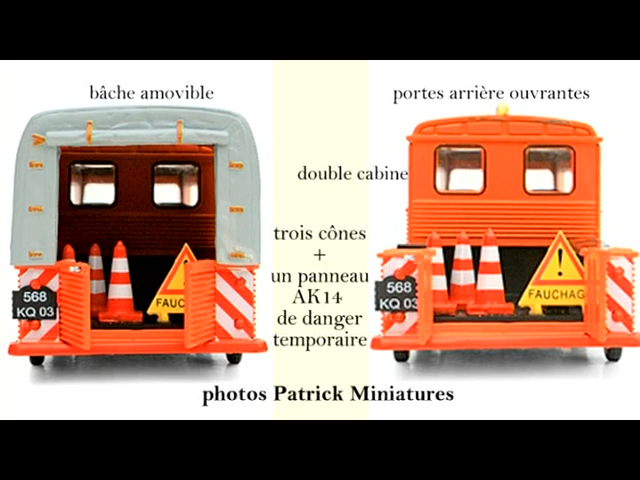 bâche amovible
portes arrière ouvrantes
double cabine
trois cônes
+
un panneau
AK14
de danger
temporaire
568
KQ 03
FAUCH
568
KQ 03
!
FAUCHAG
photos Patrick Miniatures